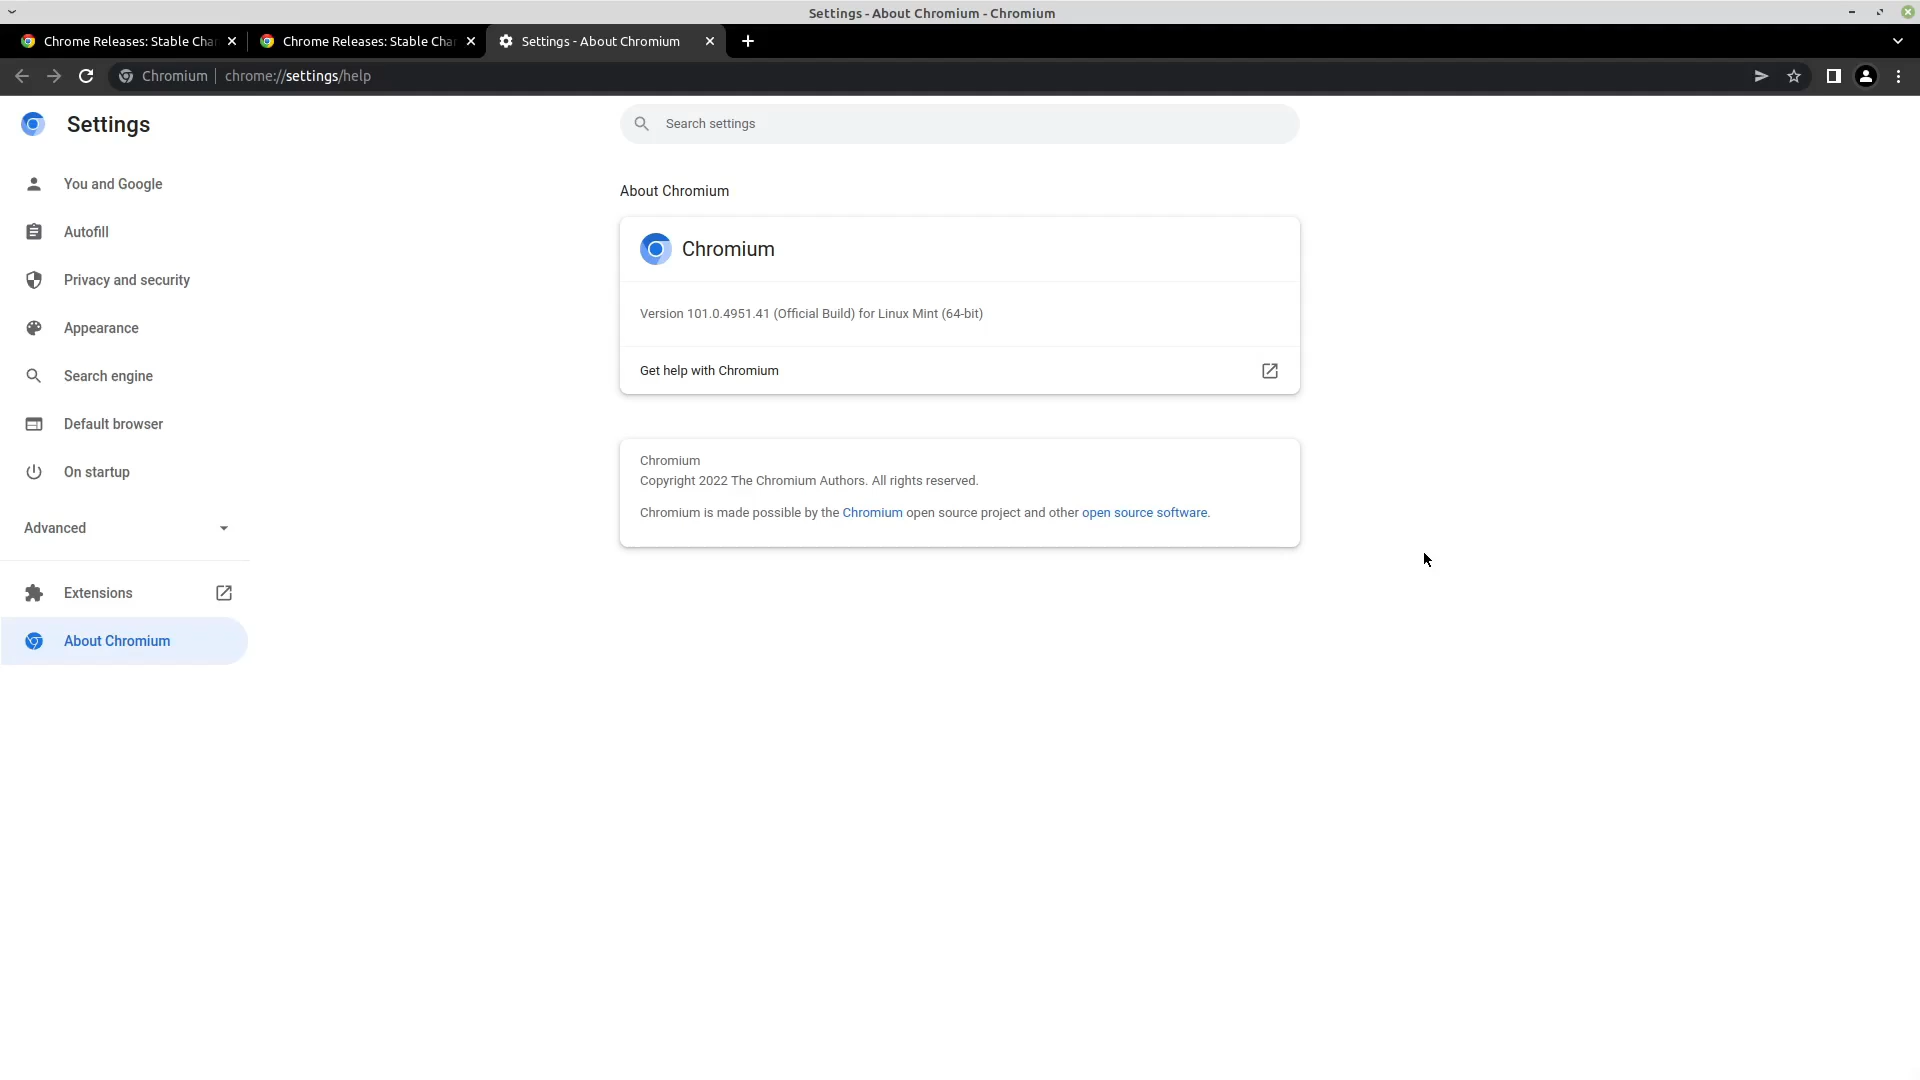 Settings - About Chromium - Chromium
Chrome Releases: Stable Cha
Chrome Releases: Stable Cha
Settings - About Chromium
Chromium
chrome://settings/help
Settings
Search settings
You and Google
Autofill
Privacy and security
Appearance
Search engine
Default browser
On startup
Advanced
Extensions
About Chromium
About Chromium
Chromium
Version 101.0.4951.41 (Official Build) for Linux Mint (64-bit)
Get help with Chromium
Chromium
Copyright 2022 The Chromium Authors. All rights reserved.
Chromium is made possible by the Chromium open source project and other open source software.